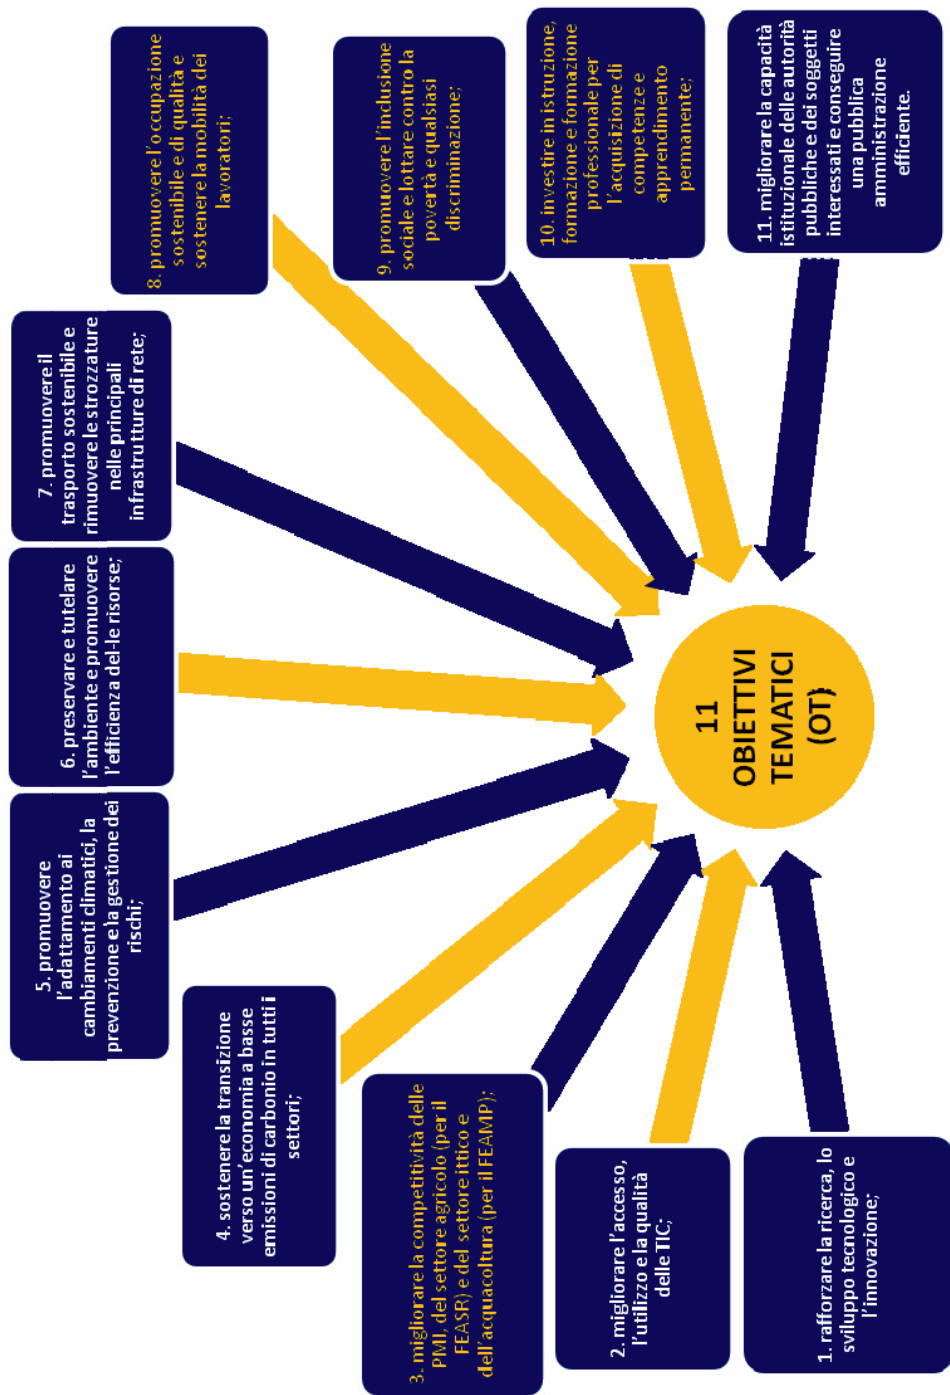 1. rafforzare la ricerca, lo
sviluppo tecnologico e
l'innovazione;
2. migliorare l'accesso,
l'utilizzo e la qualità
delle TIC;
3. migliorare la competitività delle
PMI, del settore agricolo (per il
FEASR) e del settore ittico e
dell'acquacoltura (per il FEAMP);
4. sostenere la transizione
verso un'economia a basse
emissioni di carbonio in tutti i
settori;
5. promuovere
l'adattamento ai
cambiamenti climatici, la
prevenzione e la gestione dei
rischi;
6. preservare e tutelare
l'ambiente e promuovere
l'efficienza del-le risorse;
7. promuovere il
trasporto sostenibile e
rimuovere le strozzature
nelle principali
infrastrutture di rete;
8. promuovere l'occupazione
sostenibile e di qualità e
sostenere la mobilità dei
lavoratori;
9. promuovere l'inclusione
sociale e lottare contro la
povertà e qualsiasi
discriminazione;
10. investire in istruzione,
formazione e formazione
professionale per
l'acquisizione di
competenze e
apprendimento
permanente;
11. migliorare la capacità
istituzionale delle autorità
pubbliche e dei soggetti
interessati e conseguire
una pubblica
amministrazione
efficiente.
11
OBIETTIVI
TEMATICI
(OT)